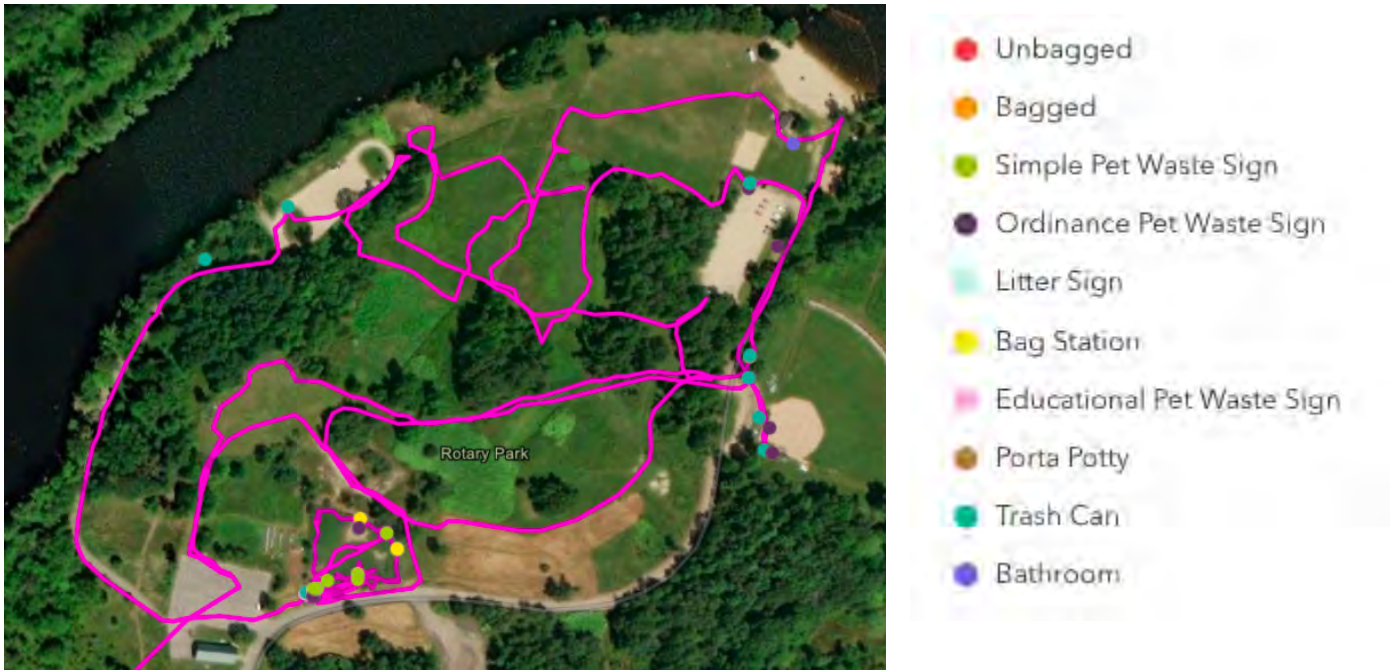 Unbagged
Bagged
Simple Pet Waste Sign
Ordinance Pet Waste Sign
Litter Sign
Bag Station
Rotary Park
Educational Pet Waste Sign
Porta Potty
Trash Can
Bathroom